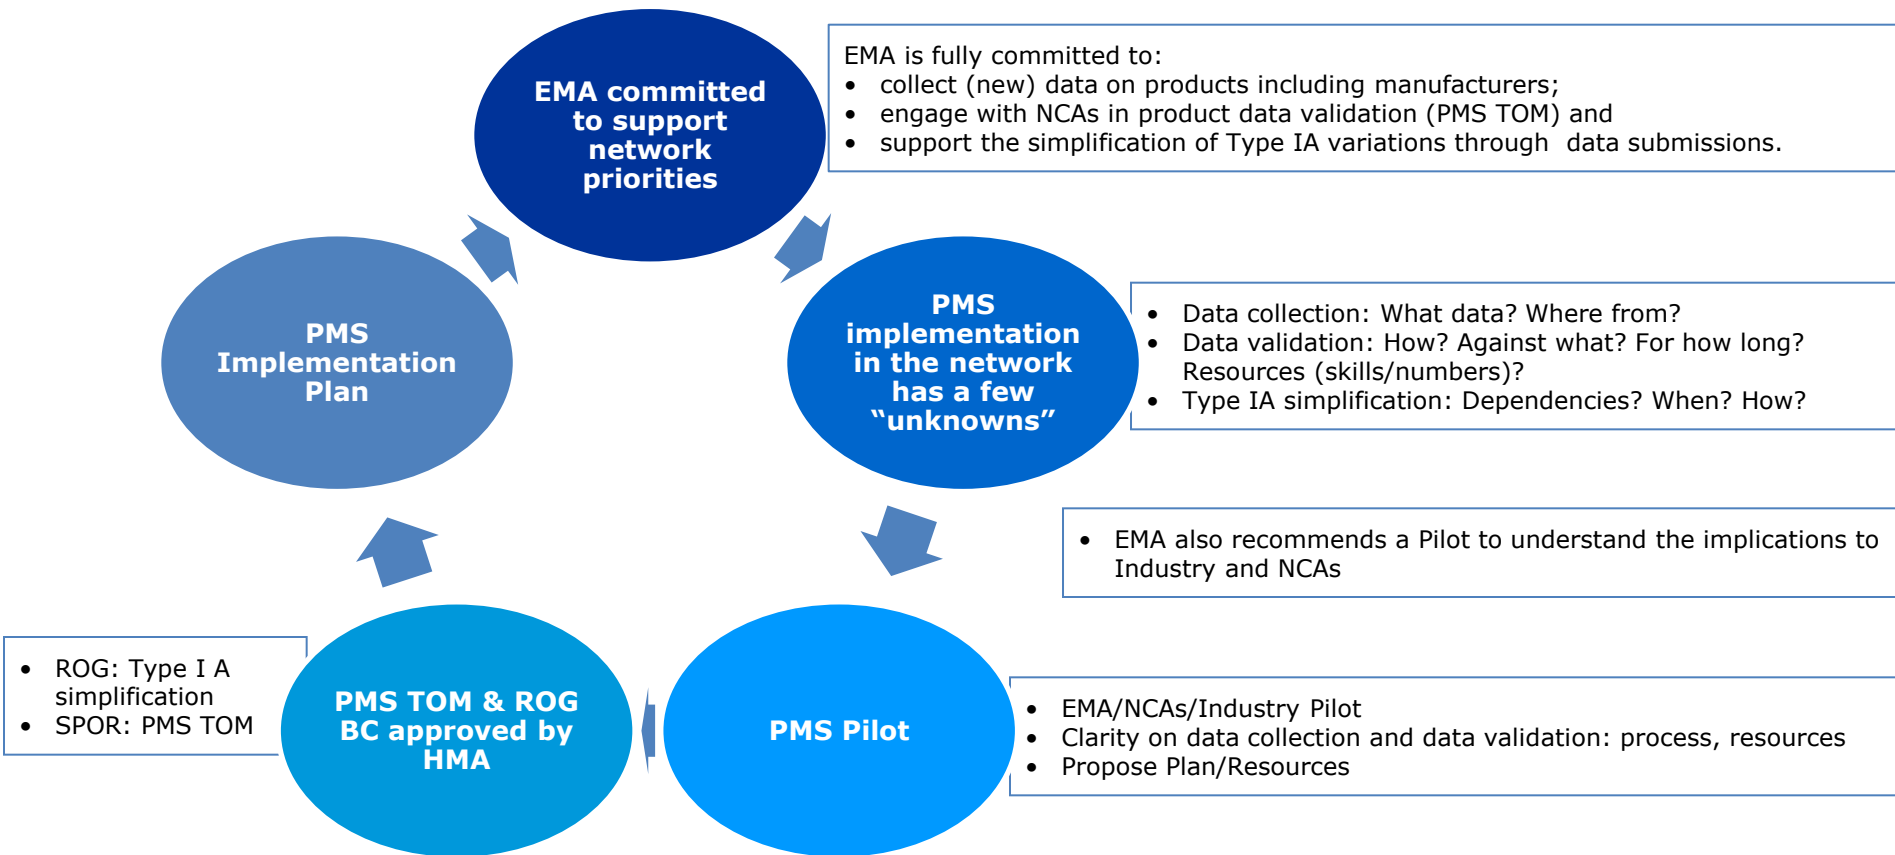 EMA committed
to support
network
priorities
EMA is fully committed to:
• collect (new) data on products including manufacturers;
• engage with NCAs in product data validation (PMS TOM) and
• support the simplification of Type IA variations through  data submissions.
PMS
implementation
in the network
has a few
“unknowns”
• Data collection: What data? Where from?
• Data validation: How? Against what? For how long?
Resources (skills/numbers)?
• Type IA simplification: Dependencies? When? How?
• EMA also recommends a Pilot to understand the implications to
Industry and NCAs
PMS Pilot
• EMA/NCAs/Industry Pilot
• Clarity on data collection and data validation: process, resources
• Propose Plan/Resources
PMS TOM & ROG
BC approved by
HMA
• ROG: Type I A
simplification
• SPOR: PMS TOM
PMS
Implementation
Plan